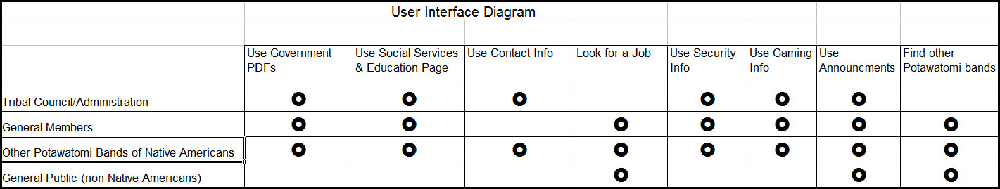 User Interface Diagram
Use Government PDFs
Use Social Services & Education Page
Use Contact Info
Look for a Job
Use Security Info
Use Gaming Info
Use Announcments
Find other Potawatomi bands
Tribal Council/Administration
General Members
Other Potawatomi Bands of Native Americans
General Public (non Native Americans)